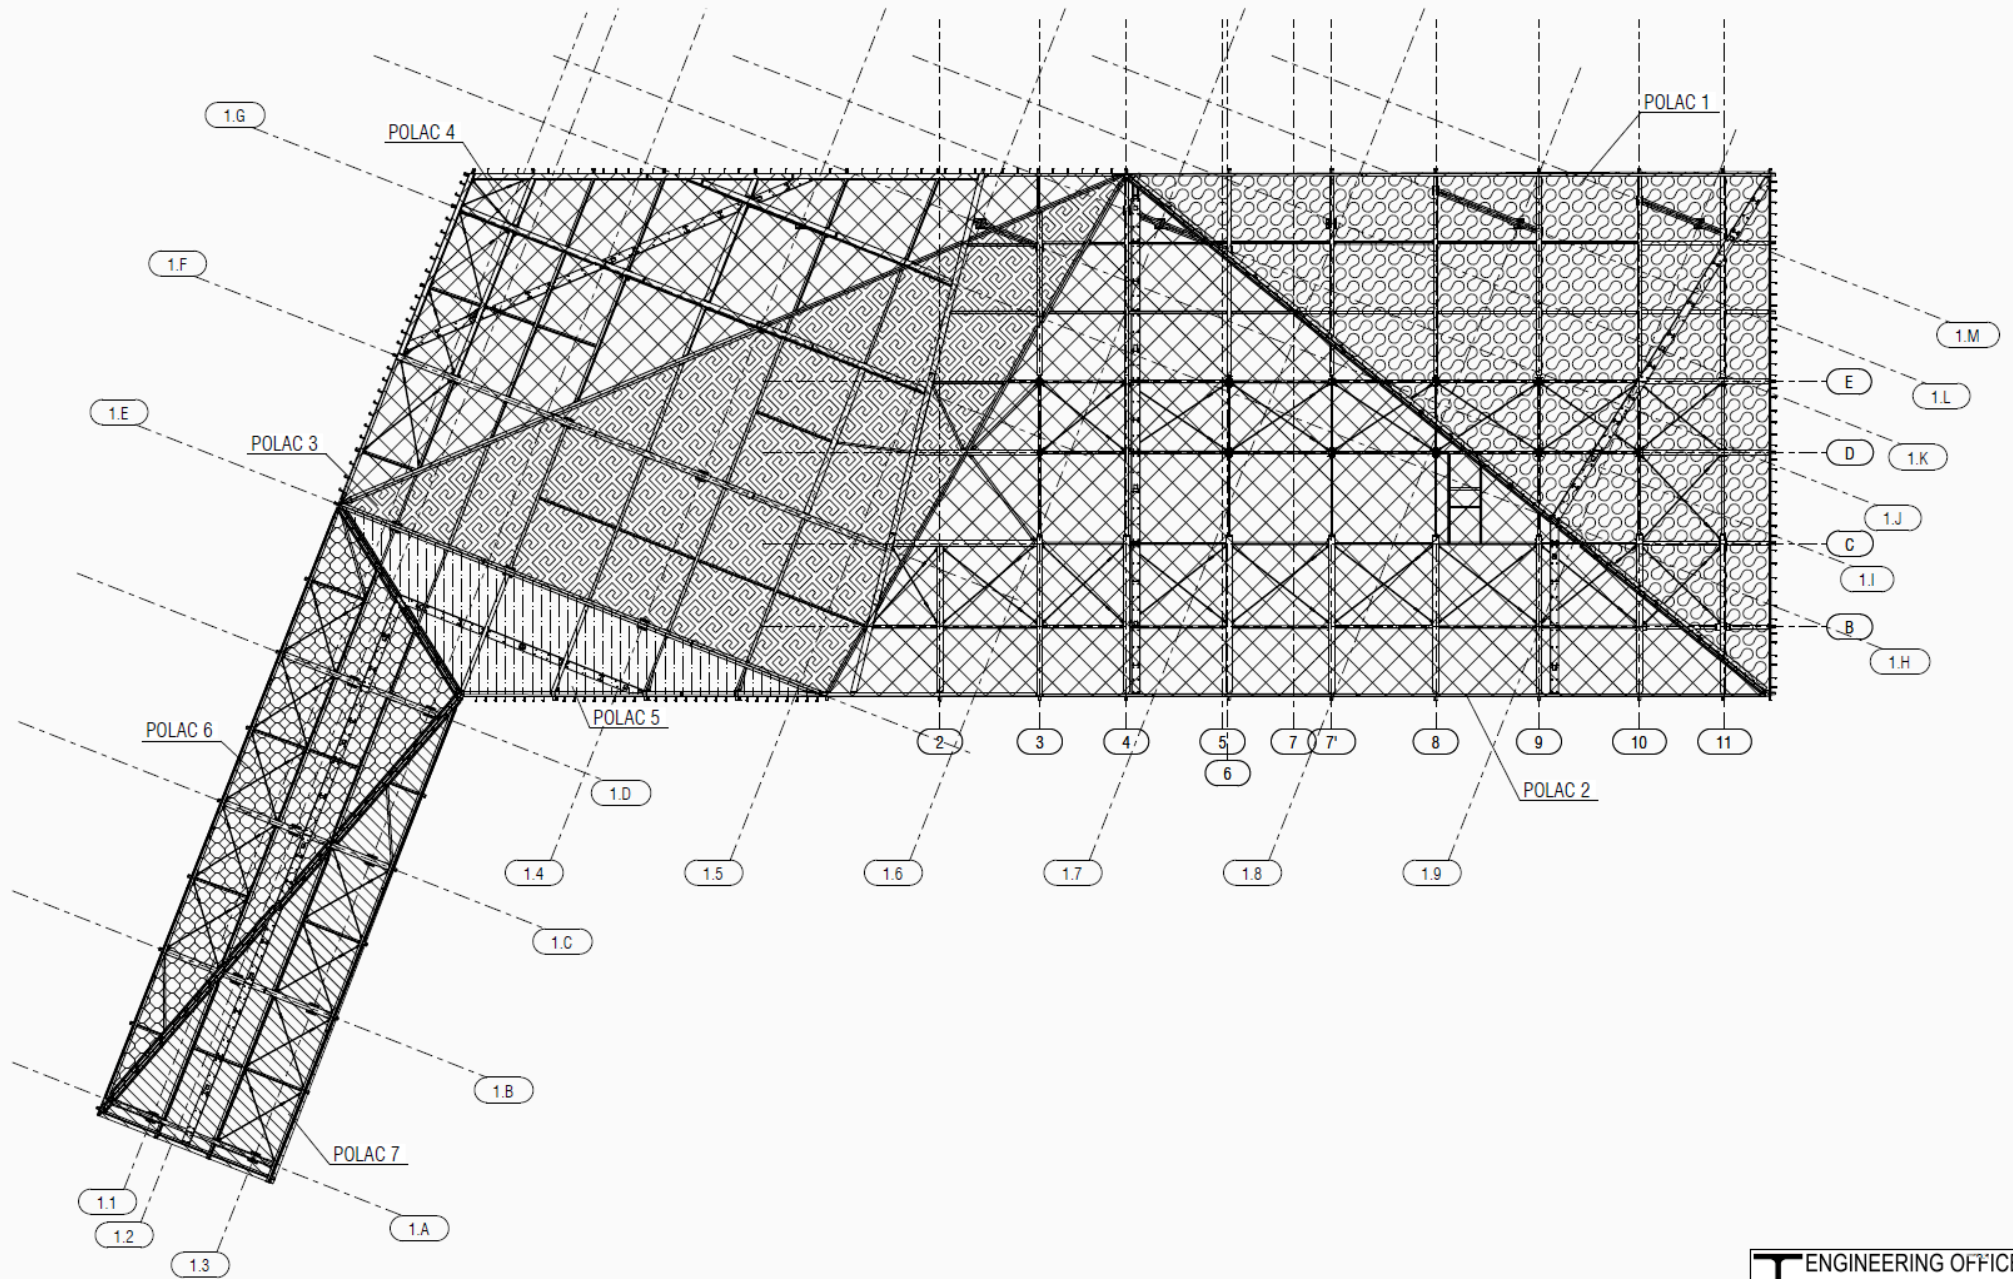 POLAC 1
1.G
POLAC 4
1.F
1.M
E
1.L
1.E
POLAC 3
D
1.K
1.J
C
1.I
B
1.H
POLAC 5
POLAC 6
2
3
4
5
7
7'
8
9
10
11
6
POLAC 2
1.D
1.4
1.5
1.6
1.7
1.8
1.9
1.C
1.B
POLAC 7
1.1
1.2
1.A
1.3
ENGINEERING OFFICE